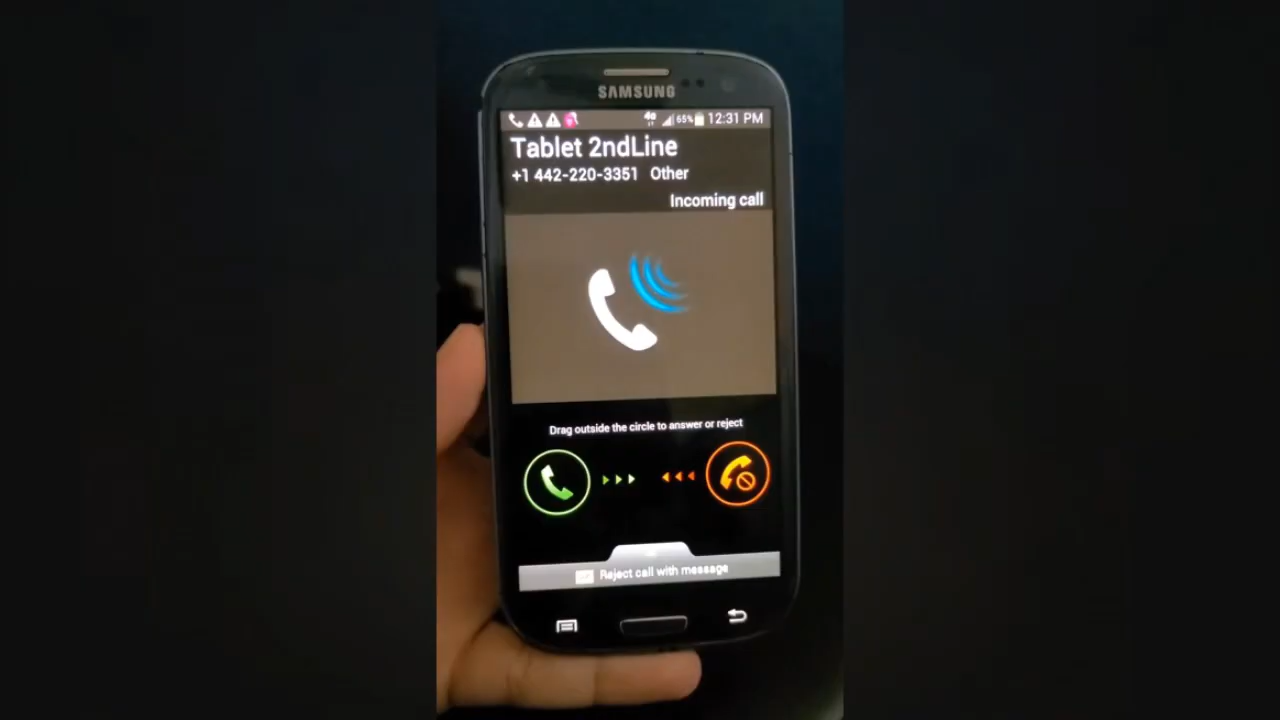 SAMSUNG
4G 65% 12:31 PM
Tablet 2ndLine
+1 442-220-3351 Other
Incoming call
Drag outside the circle to answer or reject
Reject call with message